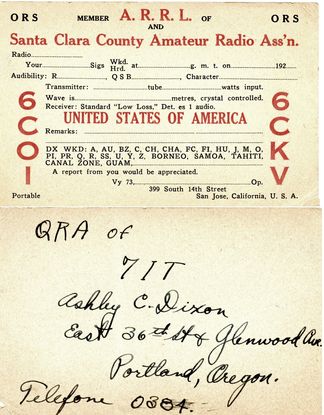 ORS MEMBER A. R. R. L. OF ORS
AND
Santa Clara County Amateur Radio Ass'n.
Radio
Your Sigs Wkd. Hrd. at g. m. t. on 192
Audibility: R. Q S B , Character
Transmitter: tube watts input.
Wave is metres, crystal controlled.
Receiver: Standard "Low Loss," Det. es 1 audio.
UNITED STATES OF AMERICA
Remarks:
6COI
6CKV
DX WKD: A, AU, BZ, C, CH, CHA, FC, FI, HU, J, M, O,
PI, PR, Q, R, SS, U, Y, Z, BORNEO, SAMOA, TAHITI,
CANAL ZONE, GUAM,
A report from you would be appreciated.
Vy 73, Op.
Portable
399 South 14th Street
San Jose, California, U. S. A.
QRA of
7IT
Ashley C. Dixon
East 36th st & Glenwood Ave.
Portland, Oregon.
Telefone